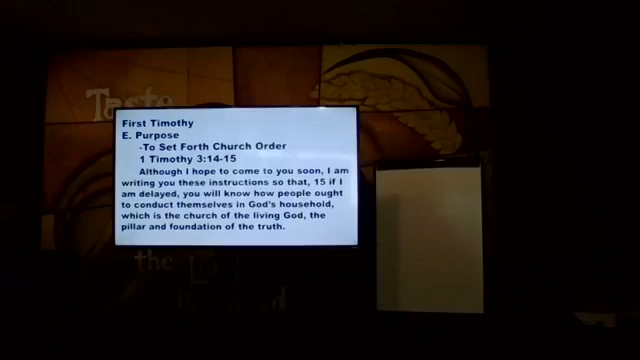 Taste
First Timothy
E. Purpose
-To Set Forth Church Order
1 Timothy 3:14-15
Although I hope to come to you soon, I am
writing you these instructions so that, 15 if I
am delayed, you will know how people ought
to conduct themselves in God's household,
which is the church of the living God, the
pillar and foundation of the truth.
the
is